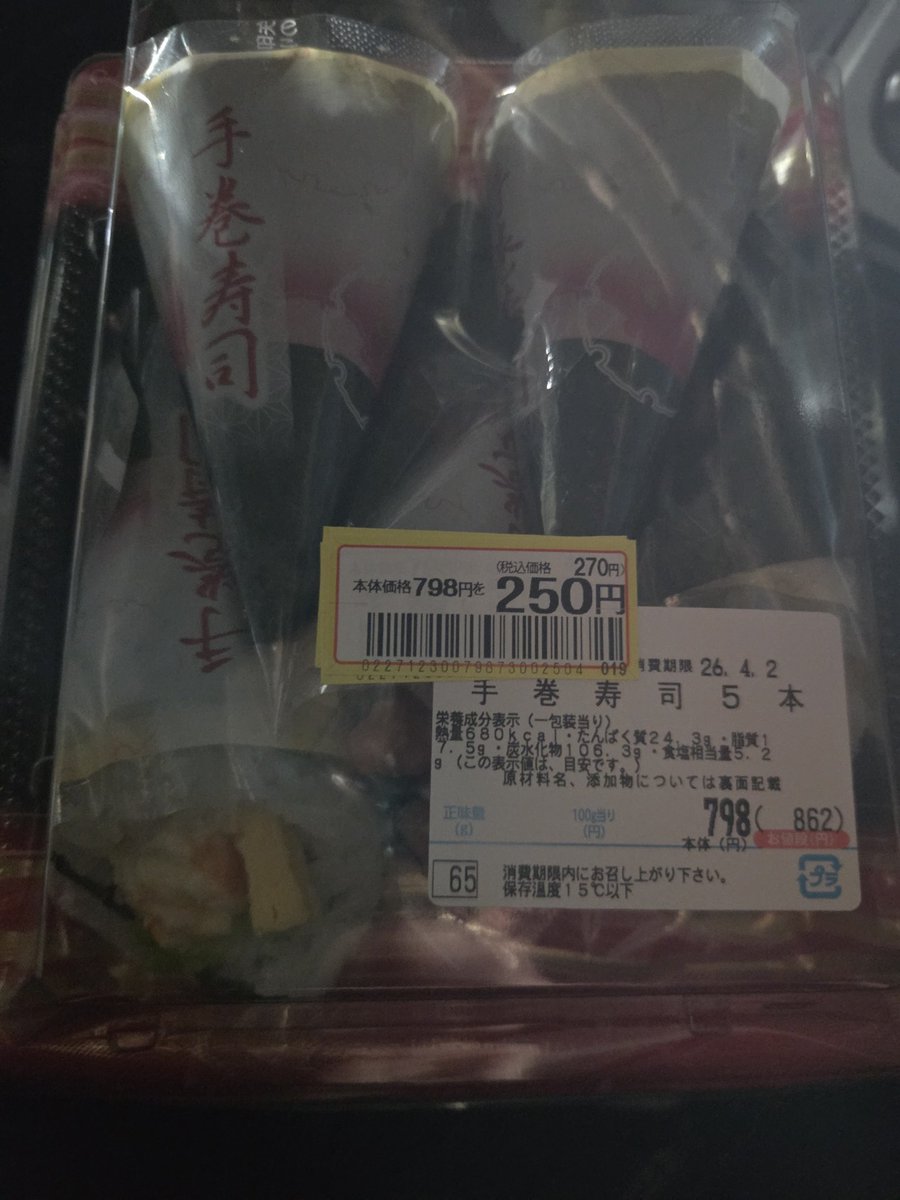 手巻寿司
(税込価格 270円)
本体価格798円を 250円
02271230079873002504 019
消費期限 26. 4. 2
手巻寿司5本
栄養成分表示(一包装当り)
熱量680kcal・たんぱく質24.3g・脂質1
7.5g・炭水化物106.3g・食塩相当量5.2
g(この表示値は、目安です。)
原材料名、添加物については裏面記載
正味量 100g当り 798( 862)
(g) (円) 本体(円) お値段(円)
65 消費期限内にお召し上がり下さい。
保存温度15℃以下
プラ